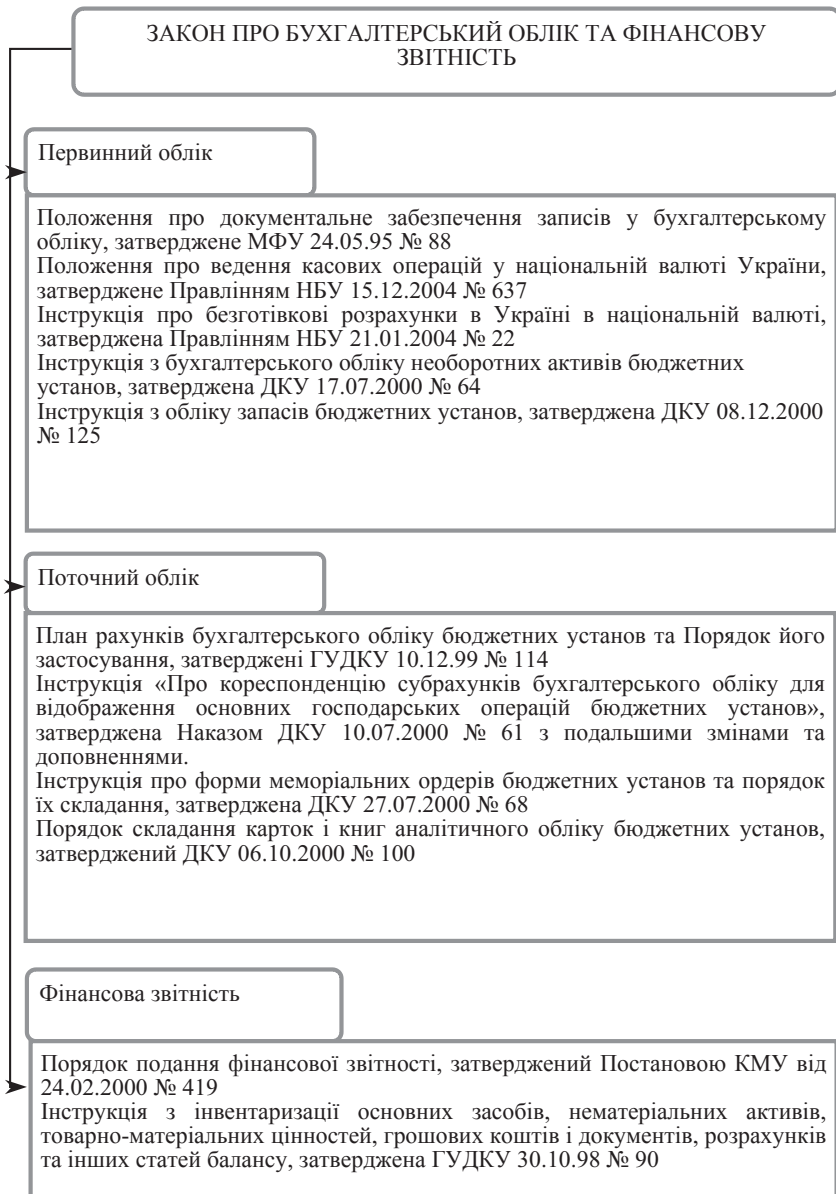 ЗАКОН ПРО БУХГАЛТЕРСЬКИЙ ОБЛІК ТА ФІНАНСОВУ
ЗВІТНІСТЬ
Первинний облік
Положення про документальне забезпечення записів у бухгалтерському
обліку, затверджене МФУ 24.05.95 № 88
Положення про ведення касових операцій у національній валюті України,
затверджене Правлінням НБУ 15.12.2004 № 637
Інструкція про безготівкові розрахунки в Україні в національній валюті,
затверджена Правлінням НБУ 21.01.2004 № 22
Інструкція з бухгалтерського обліку необоротних активів бюджетних
установ, затверджена ДКУ 17.07.2000 № 64
Інструкція з обліку запасів бюджетних установ, затверджена ДКУ 08.12.2000
№ 125
Поточний облік
План рахунків бухгалтерського обліку бюджетних установ та Порядок його
застосування, затверджені ГУДКУ 10.12.99 № 114
Інструкція «Про кореспонденцію субрахунків бухгалтерського обліку для
відображення основних господарських операцій бюджетних установ»,
затверджена Наказом ДКУ 10.07.2000 № 61 з подальшими змінами та
доповненнями.
Інструкція про форми меморіальних ордерів бюджетних установ та порядок
їх складання, затверджена ДКУ 27.07.2000 № 68
Порядок складання карток і книг аналітичного обліку бюджетних установ,
затверджений ДКУ 06.10.2000 № 100
Фінансова звітність
Порядок подання фінансової звітності, затверджений Постановою КМУ від
24.02.2000 № 419
Інструкція з інвентаризації основних засобів, нематеріальних активів,
товарно-матеріальних цінностей, грошових коштів і документів, розрахунків
та інших статей балансу, затверджена ГУДКУ 30.10.98 № 90